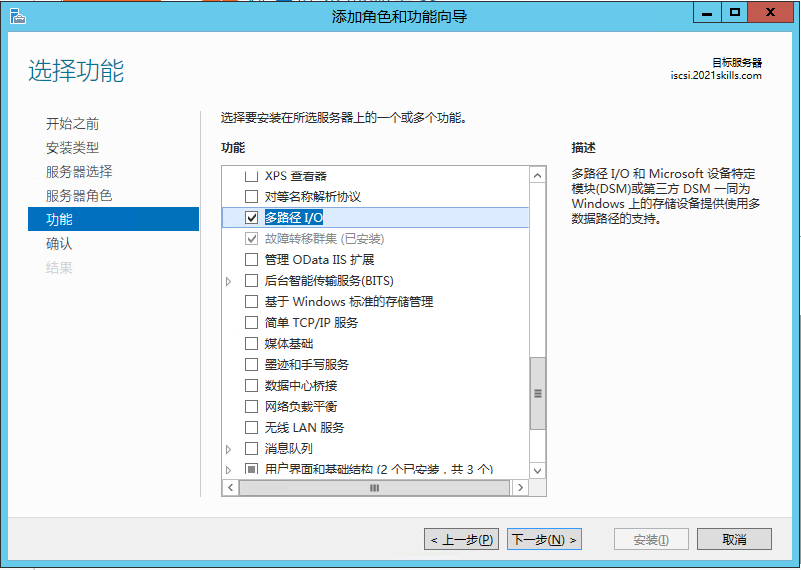 添加角色和功能向导
选择功能
目标服务器
iscsi.2021skills.com
开始之前
安装类型
服务器选择
服务器角色
功能
确认
结果
选择要安装在所选服务器上的一个或多个功能。
功能
XPS 查看器
对等名称解析协议
多路径 I/O
故障转移群集 (已安装)
管理 OData IIS 扩展
后台智能传输服务(BITS)
基于 Windows 标准的存储管理
简单 TCP/IP 服务
媒体基础
墨迹和手写服务
数据中心桥接
网络负载平衡
无线 LAN 服务
消息队列
用户界面和基础结构 (2 个已安装，共 3 个)
描述
多路径 I/O 和 Microsoft 设备特定
模块(DSM)或第三方 DSM 一同为
Windows 上的存储设备提供使用多
数据路径的支持。
< 上一步(P)
下一步(N) >
安装(I)
取消